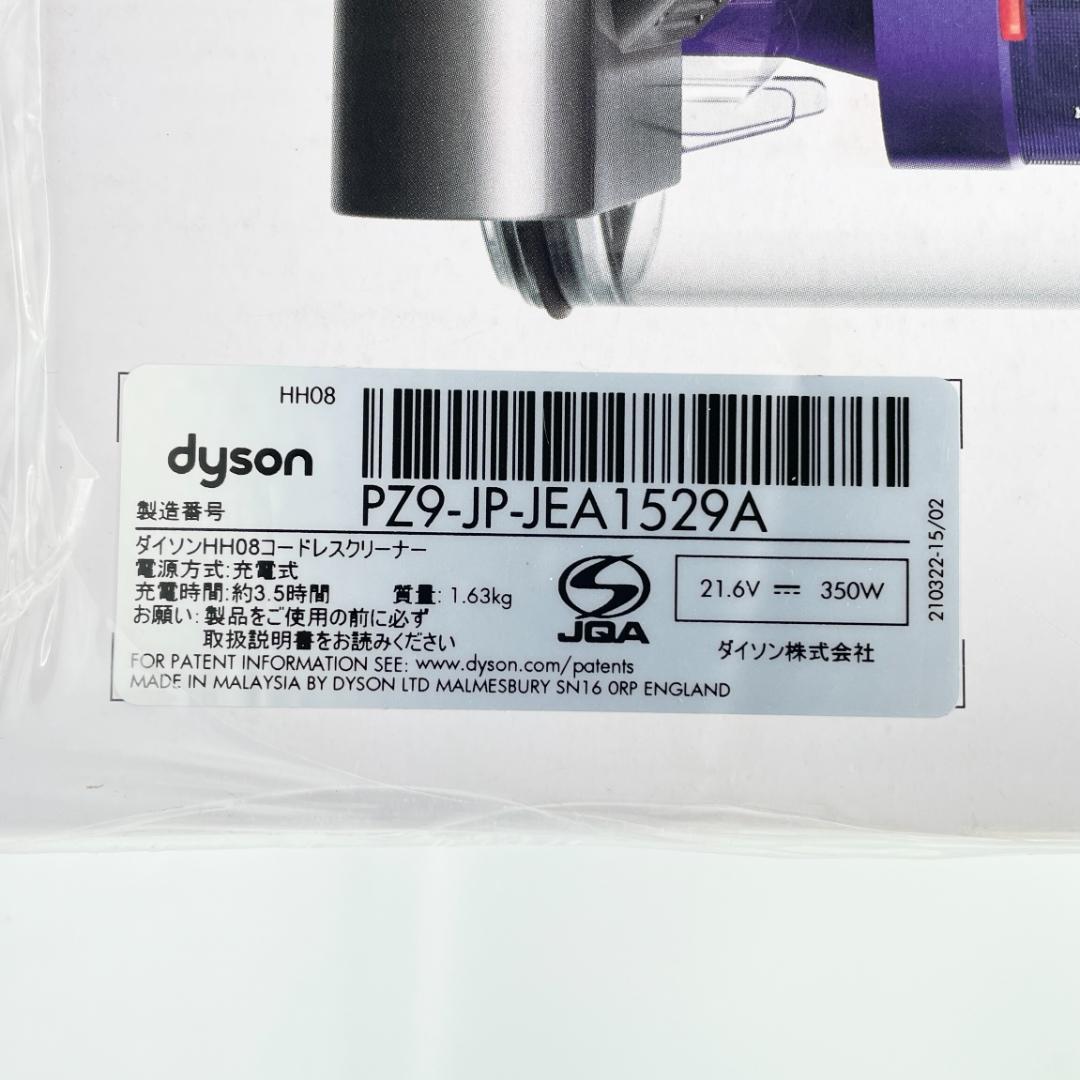 HH08
dyson
製造番号
PZ9-JP-JEA1529A
ダイソンHH08コードレスクリーナー
電源方式:充電式
充電時間:約3.5時間 質量: 1.63kg
お願い:製品をご使用の前に必ず
取扱説明書をお読みください
JQA
21.6V ⎓ 350W
ダイソン株式会社
FOR PATENT INFORMATION SEE: www.dyson.com/patents
MADE IN MALAYSIA BY DYSON LTD MALMESBURY SN16 0RP ENGLAND
210322-15/02